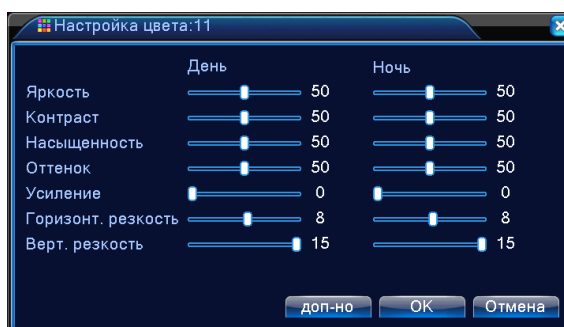 Настройка цвета:11
День Ночь
Яркость 50 50
Контраст 50 50
Насыщенность 50 50
Оттенок 50 50
Усиление 0 0
Горизонт. резкость 8 8
Верт. резкость 15 15
доп-но OK Отмена